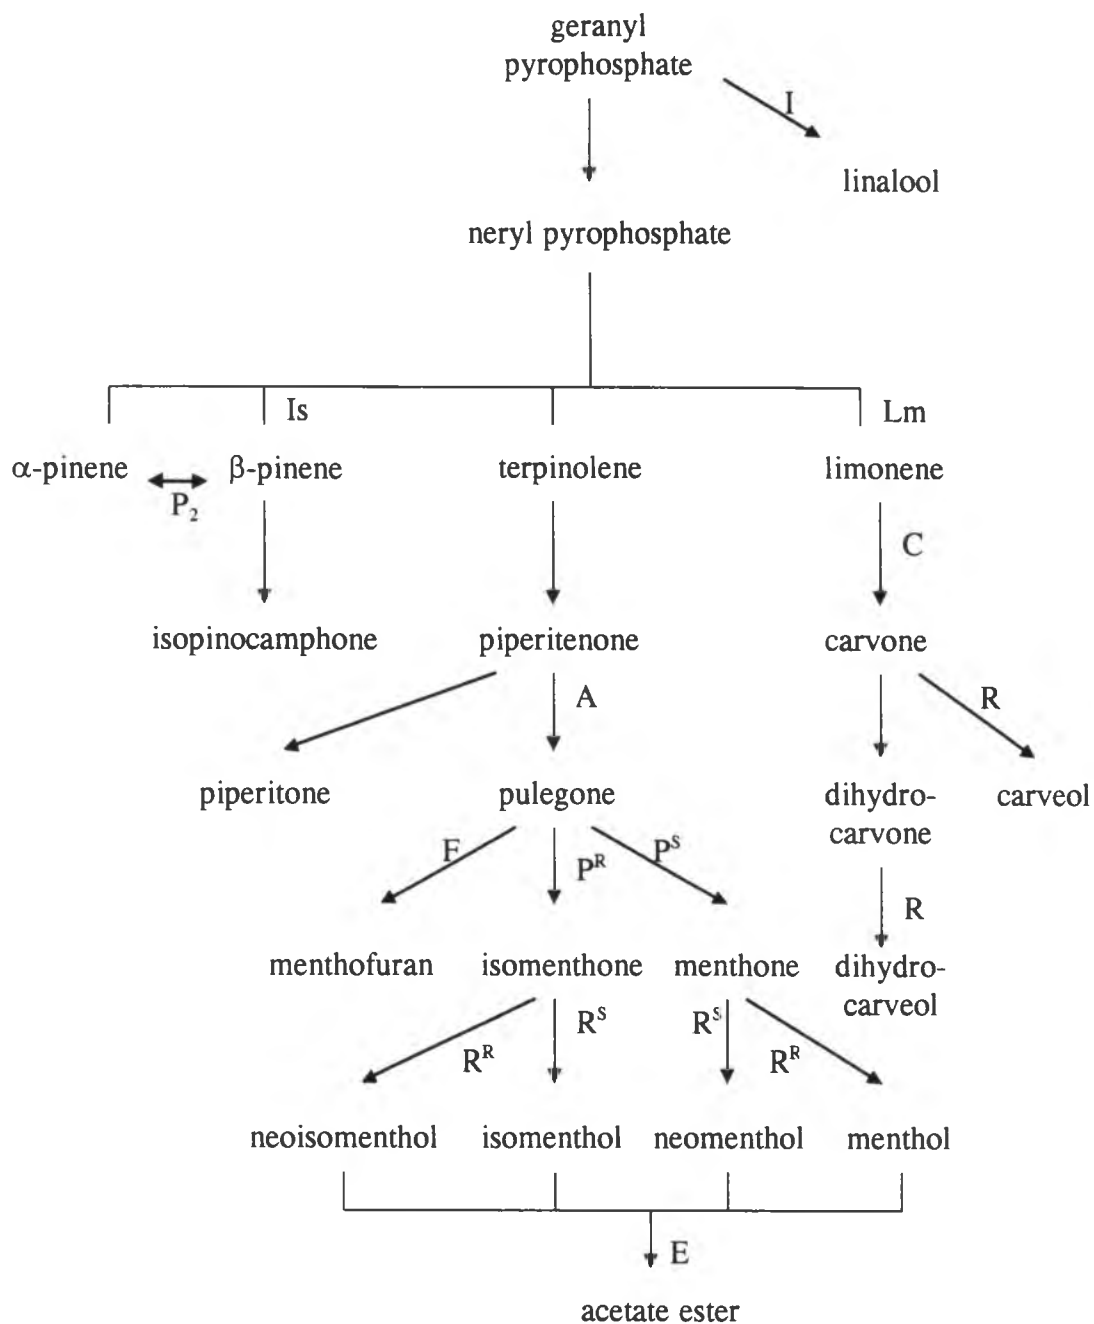 geranyl
pyrophosphate
I
linalool
neryl pyrophosphate
Is
Lm
α-pinene
β-pinene
terpinolene
limonene
P₂
C
isopinocamphone
piperitenone
carvone
A
R
piperitone
pulegone
dihydro-
carvone
carveol
F
Pᴿ
Pˢ
R
menthofuran
isomenthone
menthone
dihydro-
carveol
Rᴿ
Rˢ
Rˢ
Rᴿ
neoisomenthol
isomenthol
neomenthol
menthol
E
acetate ester